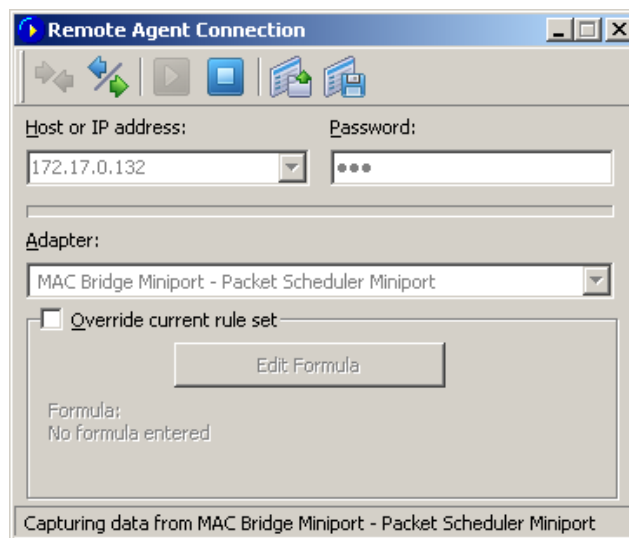 Remote Agent Connection
Host or IP address: Password:
172.17.0.132 ●●●
Adapter:
MAC Bridge Miniport - Packet Scheduler Miniport
Override current rule set
Edit Formula
Formula:
No formula entered
Capturing data from MAC Bridge Miniport - Packet Scheduler Miniport